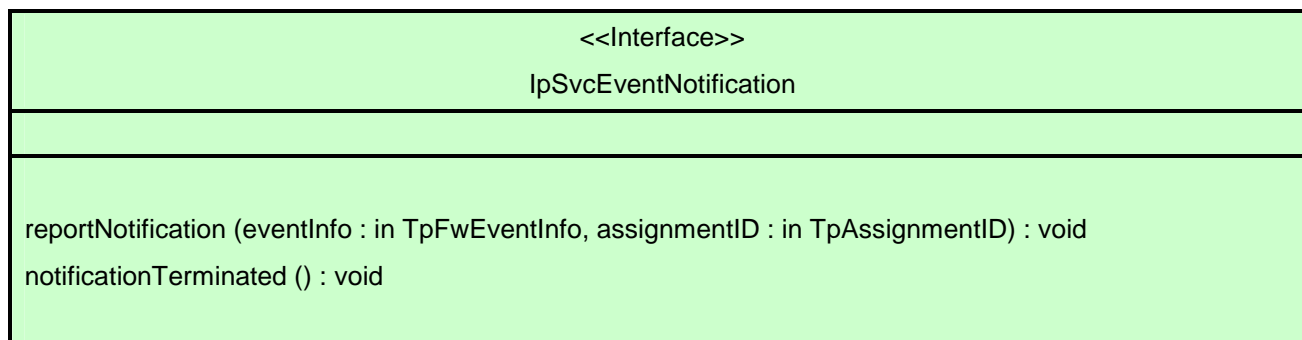 <<Interface>>
IpSvcEventNotification
reportNotification (eventInfo : in TpFwEventInfo, assignmentID : in TpAssignmentID) : void
notificationTerminated () : void